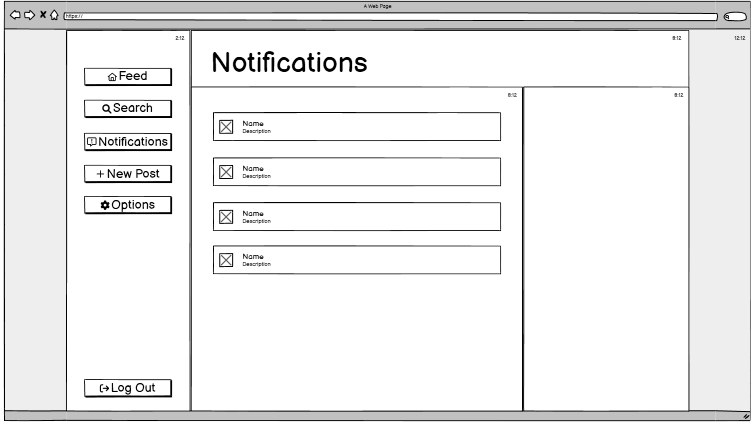 A Web Page
https://
2:12
8:12
12:12
Feed
Notifications
Search
8:12
9:12
Notifications
Name
Description
+ New Post
Name
Description
Options
Name
Description
Name
Description
Log Out